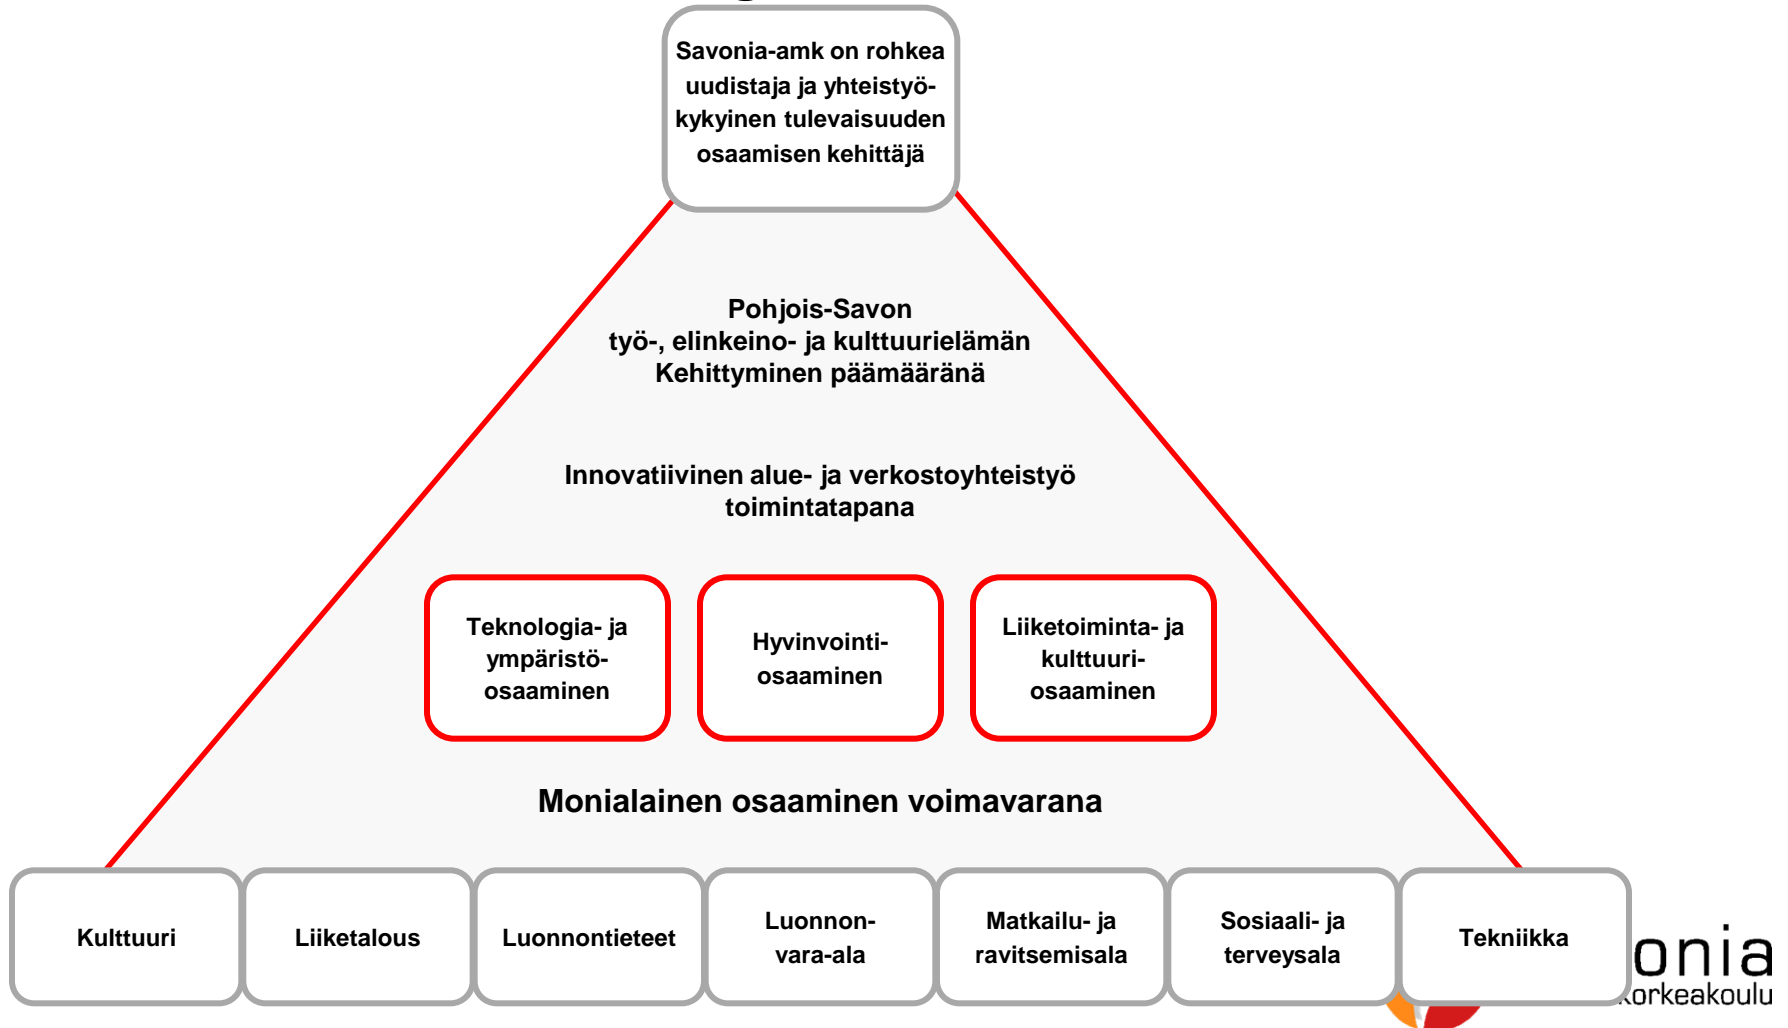 Savonia-amk on rohkea
uudistaja ja yhteistyö-
kykyinen tulevaisuuden
osaamisen kehittäjä
Pohjois-Savon
työ-, elinkeino- ja kulttuurielämän
Kehittyminen päämääränä
Innovatiivinen alue- ja verkostoyhteistyö
toimintatapana
Teknologia- ja
ympäristö-
osaaminen
Hyvinvointi-
osaaminen
Liiketoiminta- ja
kulttuuri-
osaaminen
Monialainen osaaminen voimavarana
Kulttuuri
Liiketalous
Luonnontieteet
Luonnon-
vara-ala
Matkailu- ja
ravitsemisala
Sosiaali- ja
terveysala
Tekniikka
onia
korkeakoulu